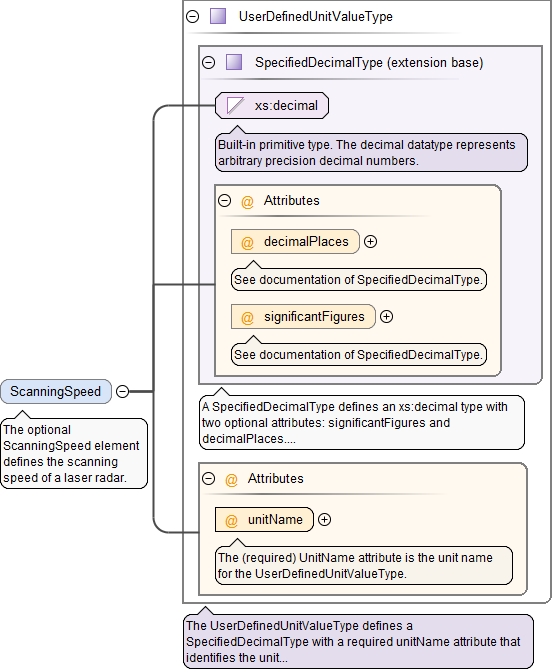 UserDefinedUnitValueType
SpecifiedDecimalType (extension base)
xs:decimal
Built-in primitive type. The decimal datatype represents
arbitrary precision decimal numbers.
@ Attributes
@ decimalPlaces
See documentation of SpecifiedDecimalType.
@ significantFigures
See documentation of SpecifiedDecimalType.
ScanningSpeed
The optional
ScanningSpeed element
defines the scanning
speed of a laser radar.
A SpecifiedDecimalType defines an xs:decimal type with
two optional attributes: significantFigures and
decimalPlaces....
@ Attributes
@ unitName
The (required) UnitName attribute is the unit name
for the UserDefinedUnitValueType.
The UserDefinedUnitValueType defines a
SpecifiedDecimalType with a required unitName attribute that
identifies the unit...